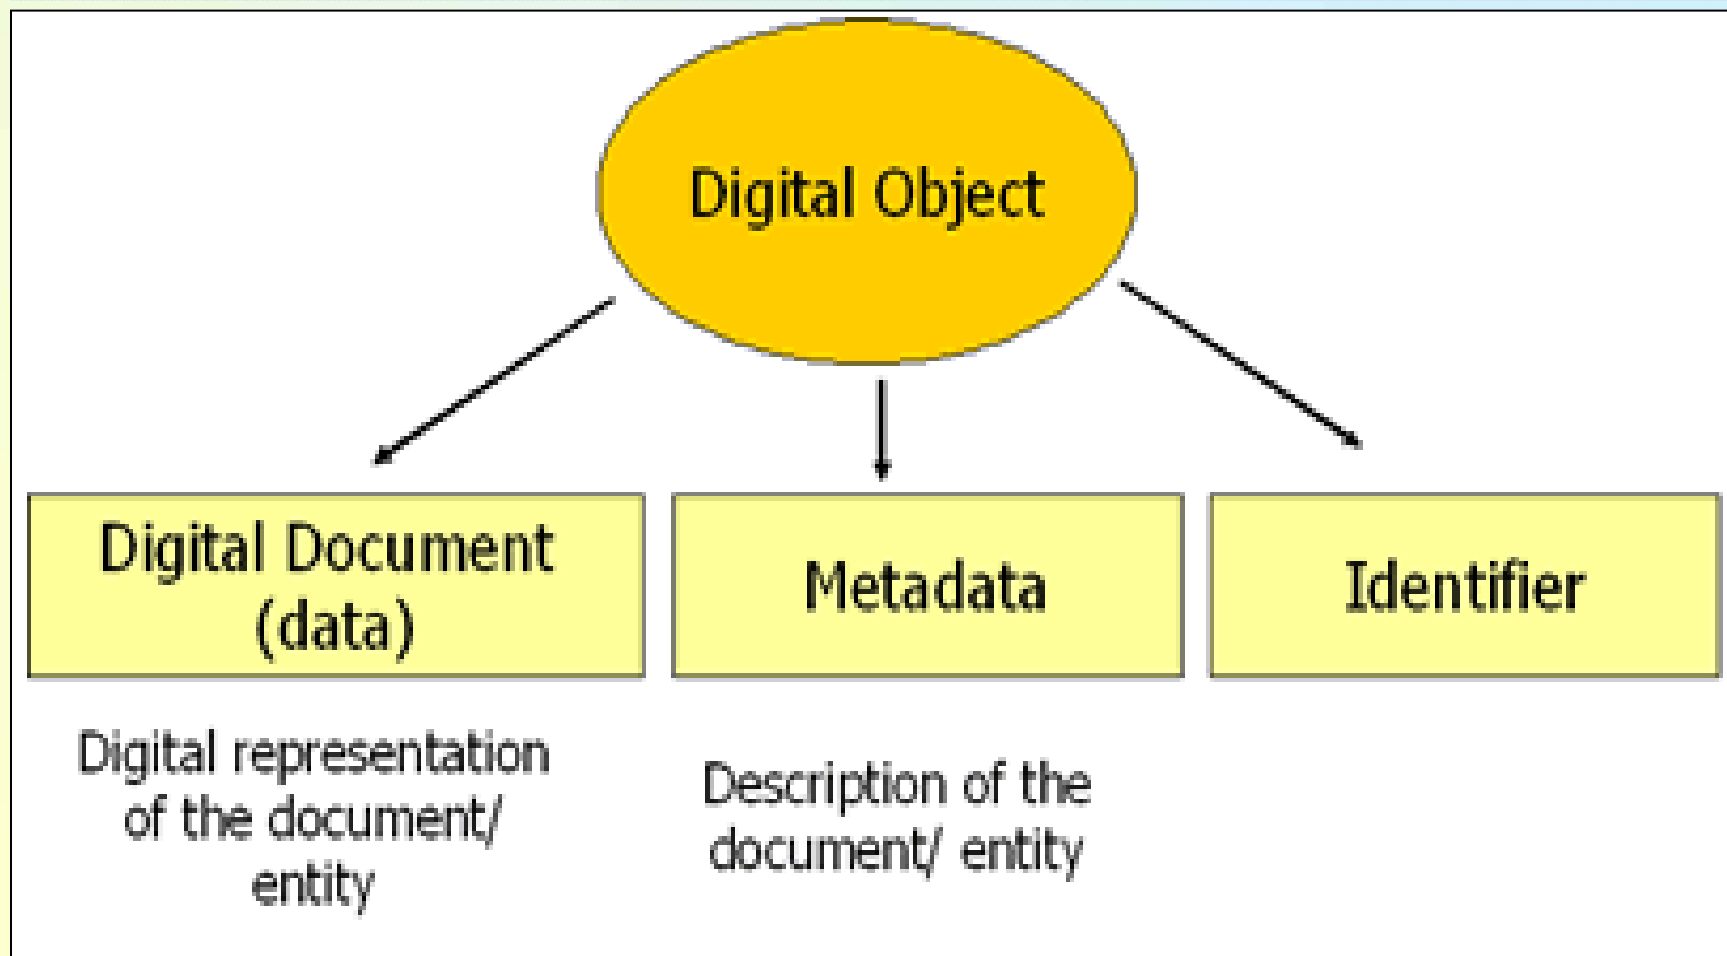 Digital Object
Digital Document
(data)
Metadata
Identifier
Digital representation
of the document/
entity
Description of the
document/ entity